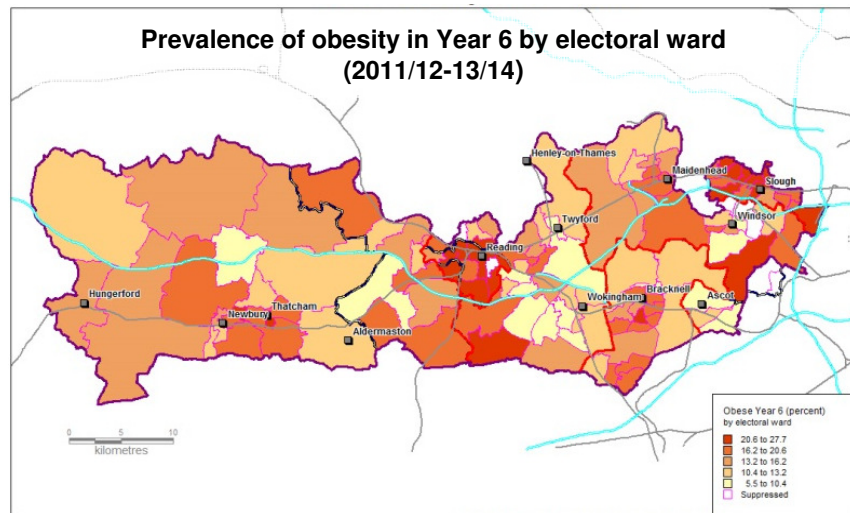 Prevalence of obesity in Year 6 by electoral ward
(2011/12-13/14)
Henley-on-Thames
Maidenhead
Slough
Twyford
Windsor
Reading
Hungerford
Bracknell
Ascot
Wokingham
Thatcham
Newbury
Aldermaston
0 5 10
kilometres
Obese Year 6 (percent)
by electoral ward
20.6 to 27.7
16.2 to 20.6
13.2 to 16.2
10.4 to 13.2
5.5 to 10.4
Suppressed